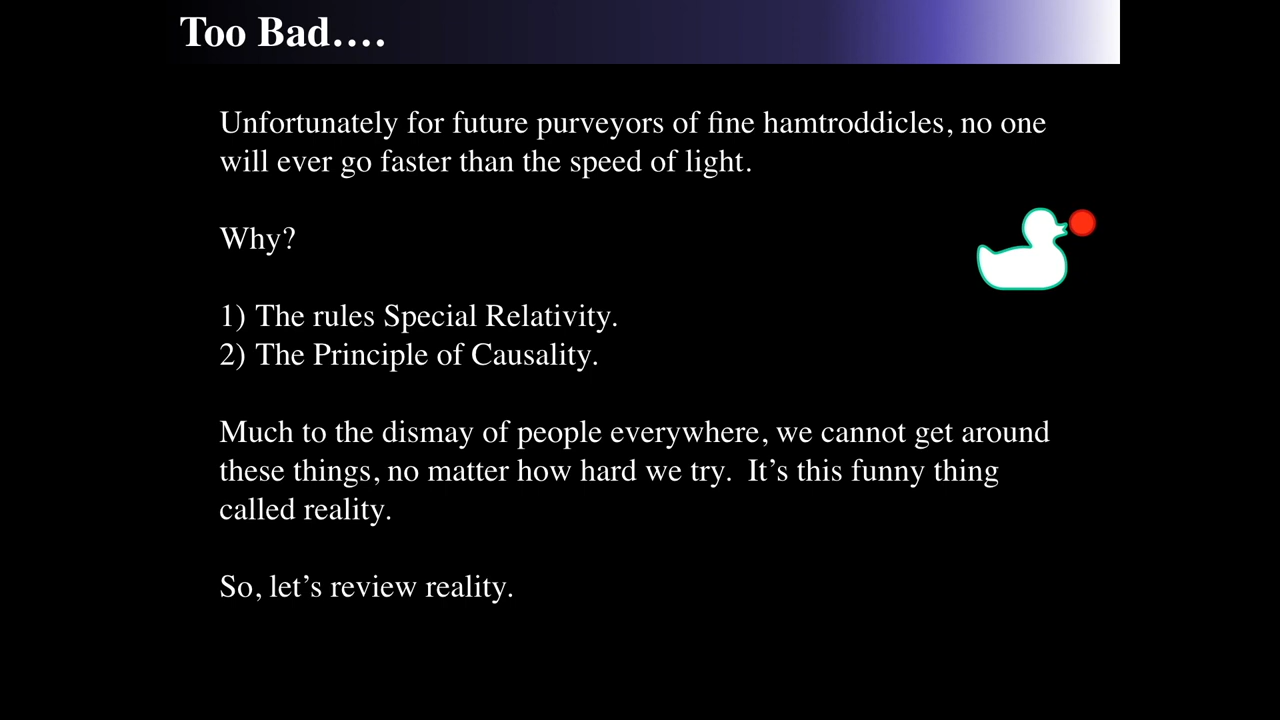 Too Bad....
Unfortunately for future purveyors of fine hamtroddicles, no one
will ever go faster than the speed of light.
Why?
1) The rules Special Relativity.
2) The Principle of Causality.
Much to the dismay of people everywhere, we cannot get around
these things, no matter how hard we try.  It’s this funny thing
called reality.
So, let’s review reality.